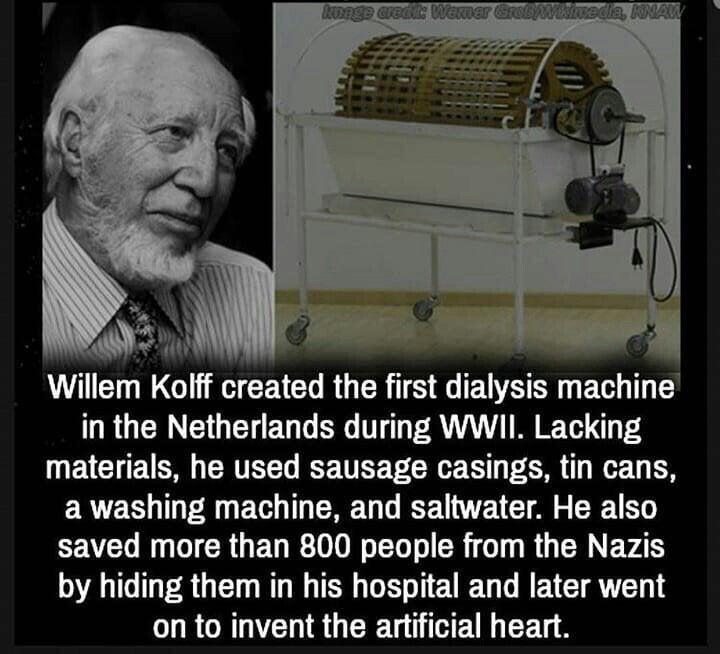 Image credit: Werner Groß/Wikimedia, KNAW
Willem Kolff created the first dialysis machine
in the Netherlands during WWII. Lacking
materials, he used sausage casings, tin cans,
a washing machine, and saltwater. He also
saved more than 800 people from the Nazis
by hiding them in his hospital and later went
on to invent the artificial heart.